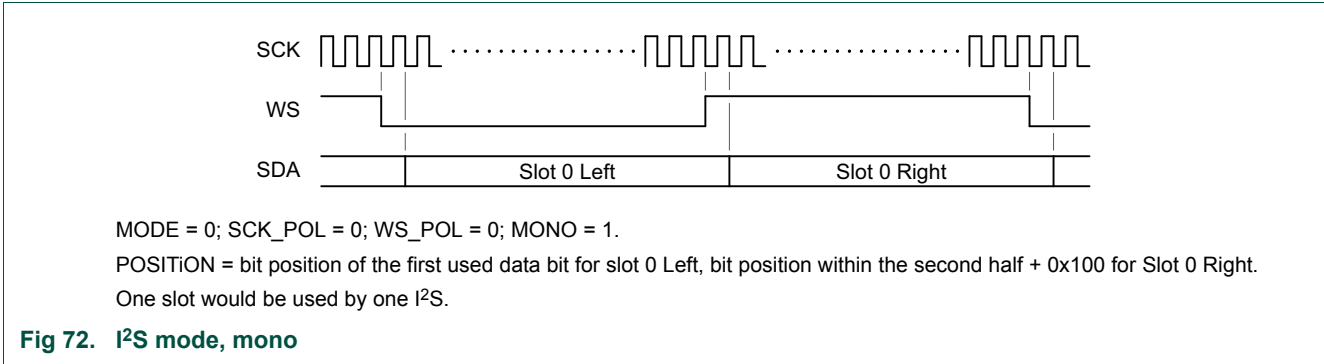 SCK
WS
SDA Slot 0 Left Slot 0 Right
MODE = 0; SCK_POL = 0; WS_POL = 0; MONO = 1.
POSITiON = bit position of the first used data bit for slot 0 Left, bit position within the second half + 0x100 for Slot 0 Right.
One slot would be used by one I²S.
Fig 72. I²S mode, mono